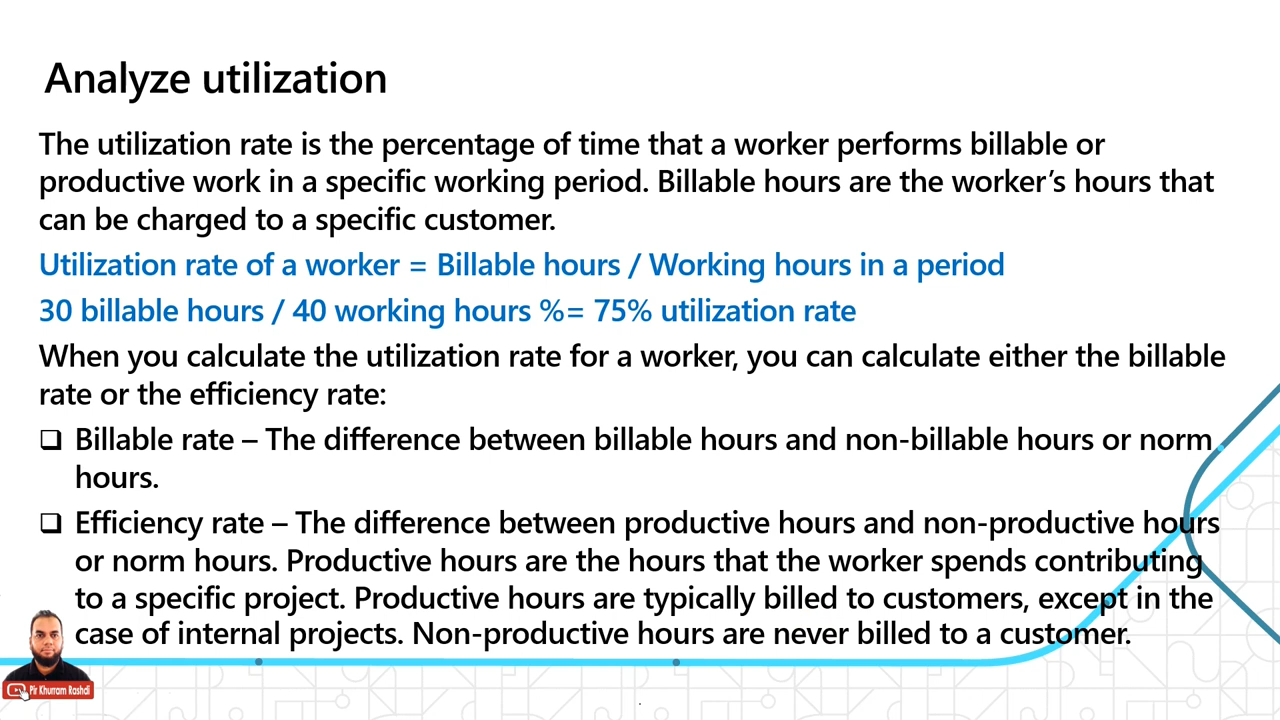 Analyze utilization
The utilization rate is the percentage of time that a worker performs billable or
productive work in a specific working period. Billable hours are the worker’s hours that
can be charged to a specific customer.
Utilization rate of a worker = Billable hours / Working hours in a period
30 billable hours / 40 working hours %= 75% utilization rate
When you calculate the utilization rate for a worker, you can calculate either the billable
rate or the efficiency rate:
❑ Billable rate – The difference between billable hours and non-billable hours or norm
hours.
❑ Efficiency rate – The difference between productive hours and non-productive hours
or norm hours. Productive hours are the hours that the worker spends contributing
to a specific project. Productive hours are typically billed to customers, except in the
case of internal projects. Non-productive hours are never billed to a customer.
Pir Khurram Rashdi